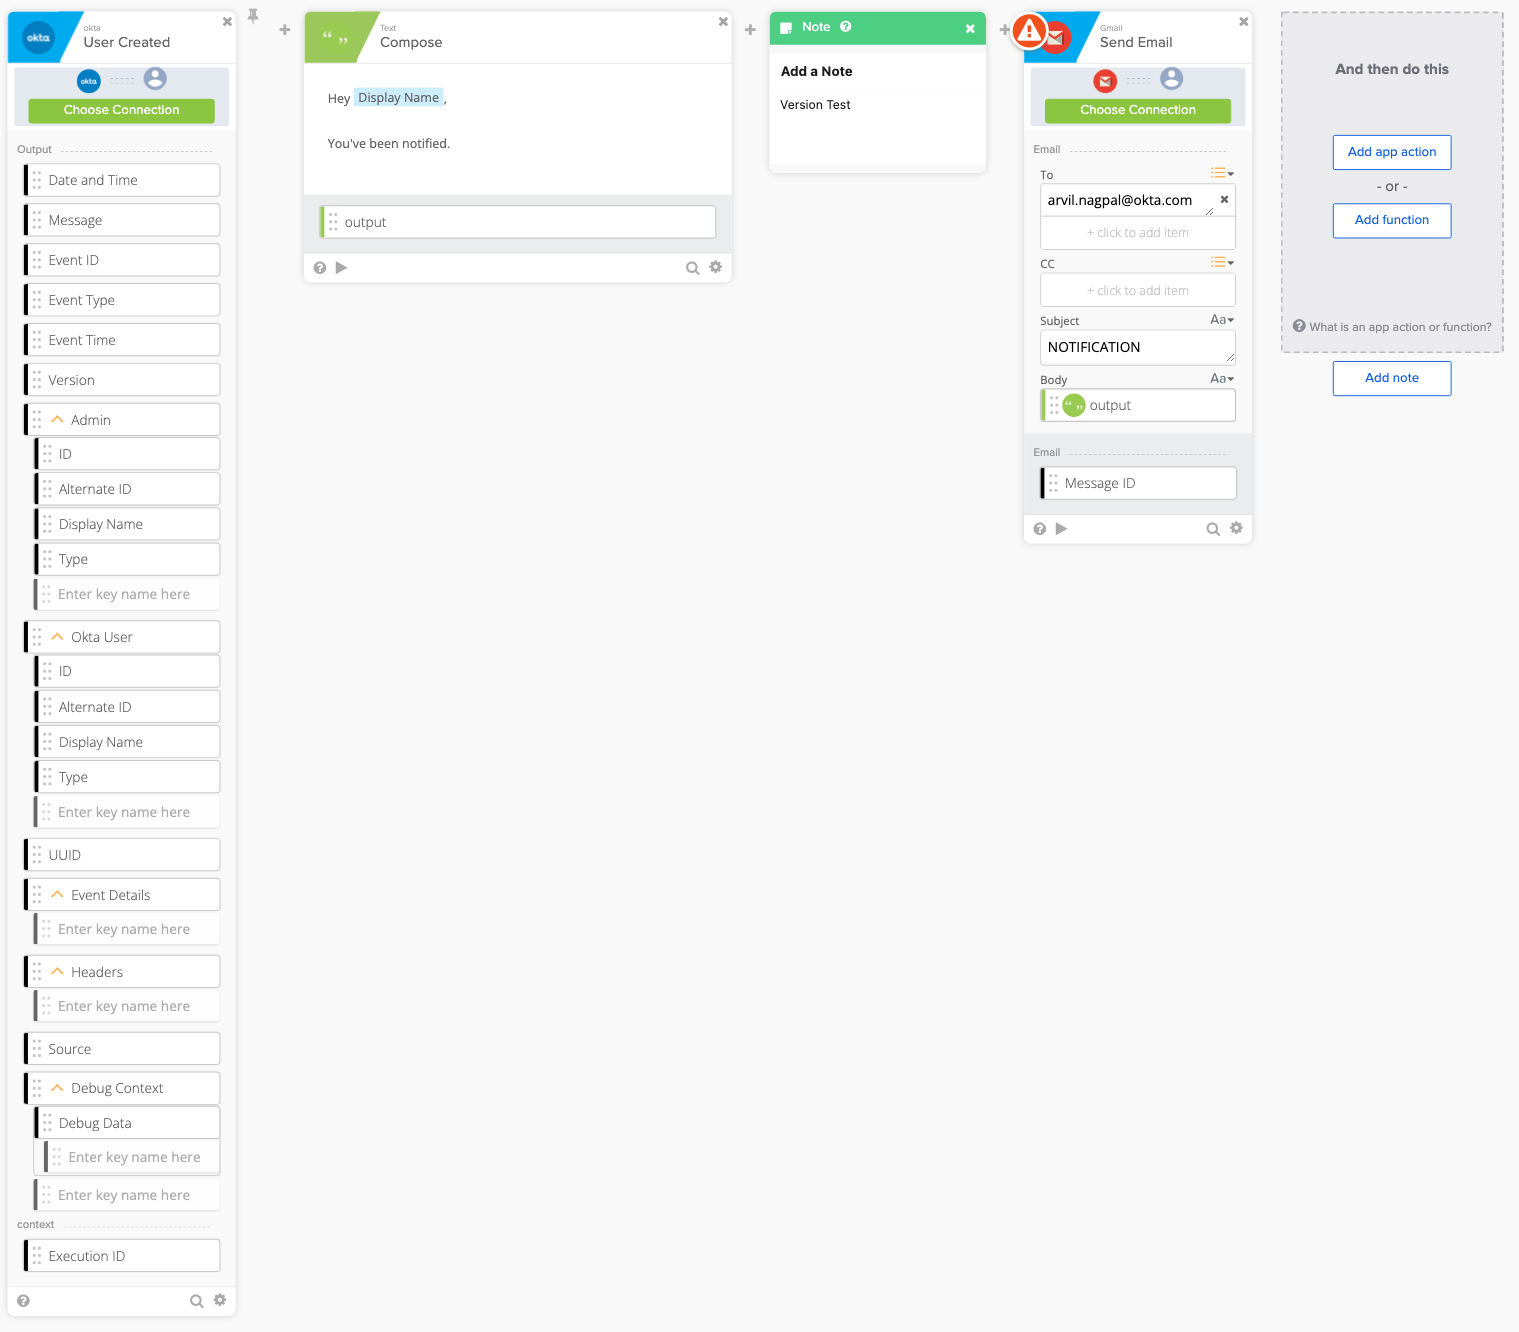 okta
okta
User Created
okta
Choose Connection
Output
Date and Time
Message
Event ID
Event Type
Event Time
Version
Admin
ID
Alternate ID
Display Name
Type
Enter key name here
Okta User
ID
Alternate ID
Display Name
Type
Enter key name here
UUID
Event Details
Enter key name here
Headers
Enter key name here
Source
Debug Context
Debug Data
Enter key name here
Enter key name here
context
Execution ID
Text
Compose
Hey Display Name,
You've been notified.
output
Note
Add a Note
Version Test
Gmail
Send Email
Choose Connection
Email
To
arvil.nagpal@okta.com
+ click to add item
CC
+ click to add item
Subject Aa
NOTIFICATION
Body Aa
output
Email
Message ID
And then do this
Add app action
- or -
Add function
What is an app action or function?
Add note